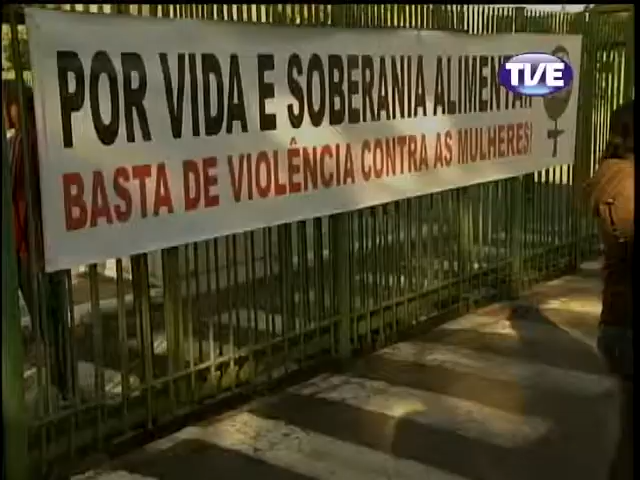 POR VIDA E SOBERANIA ALIMENTAR
TVE
BASTA DE VIOLÊNCIA CONTRA AS MULHERES!